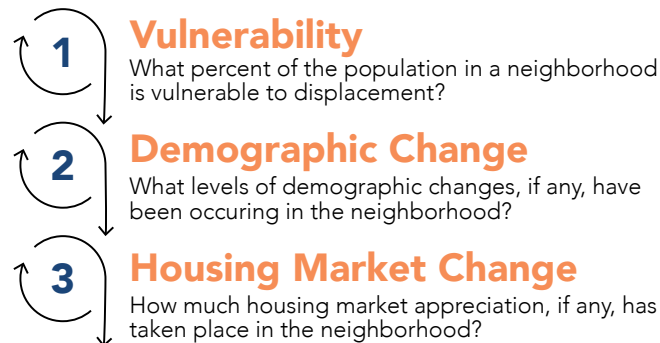 1
Vulnerability
What percent of the population in a neighborhood
is vulnerable to displacement?
2
Demographic Change
What levels of demographic changes, if any, have
been occuring in the neighborhood?
3
Housing Market Change
How much housing market appreciation, if any, has
taken place in the neighborhood?